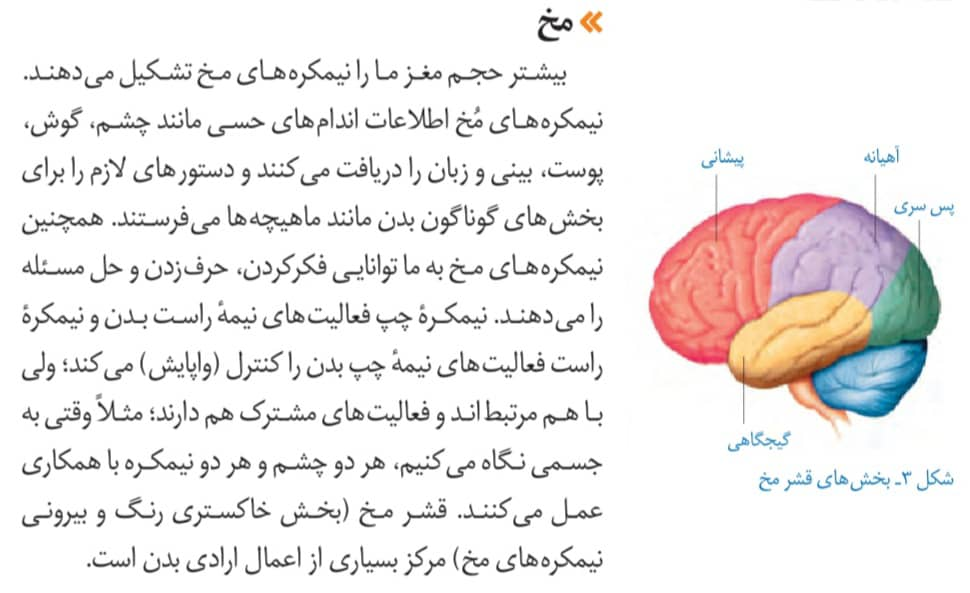 » مخ
بیشتر حجم مغز ما را نیمکره‌های مخ تشکیل می‌دهند.
نیمکره‌های مُخ اطلاعات اندام‌های حسی مانند چشم، گوش،
پوست، بینی و زبان را دریافت می‌کنند و دستورهای لازم را برای
بخش‌های گوناگون بدن مانند ماهیچه‌ها می‌فرستند. همچنین
نیمکره‌های مخ به ما توانایی فکرکردن، حرف‌زدن و حل مسئله
را می‌دهند. نیمکرهٔ چپ فعالیت‌های نیمهٔ راست بدن و نیمکرهٔ
راست فعالیت‌های نیمهٔ چپ بدن را کنترل (واپایش) می‌کند؛ ولی
با هم مرتبط‌اند و فعالیت‌های مشترک هم دارند؛ مثلاً وقتی به
جسمی نگاه می‌کنیم، هر دو چشم و هر دو نیمکره با همکاری
عمل می‌کنند. قشر مخ (بخش خاکستری رنگ و بیرونی
نیمکره‌های مخ) مرکز بسیاری از اعمال ارادی بدن است.
آهیانه
پیشانی
پس سری
گیجگاهی
شکل ۳ـ بخش‌های قشر مخ